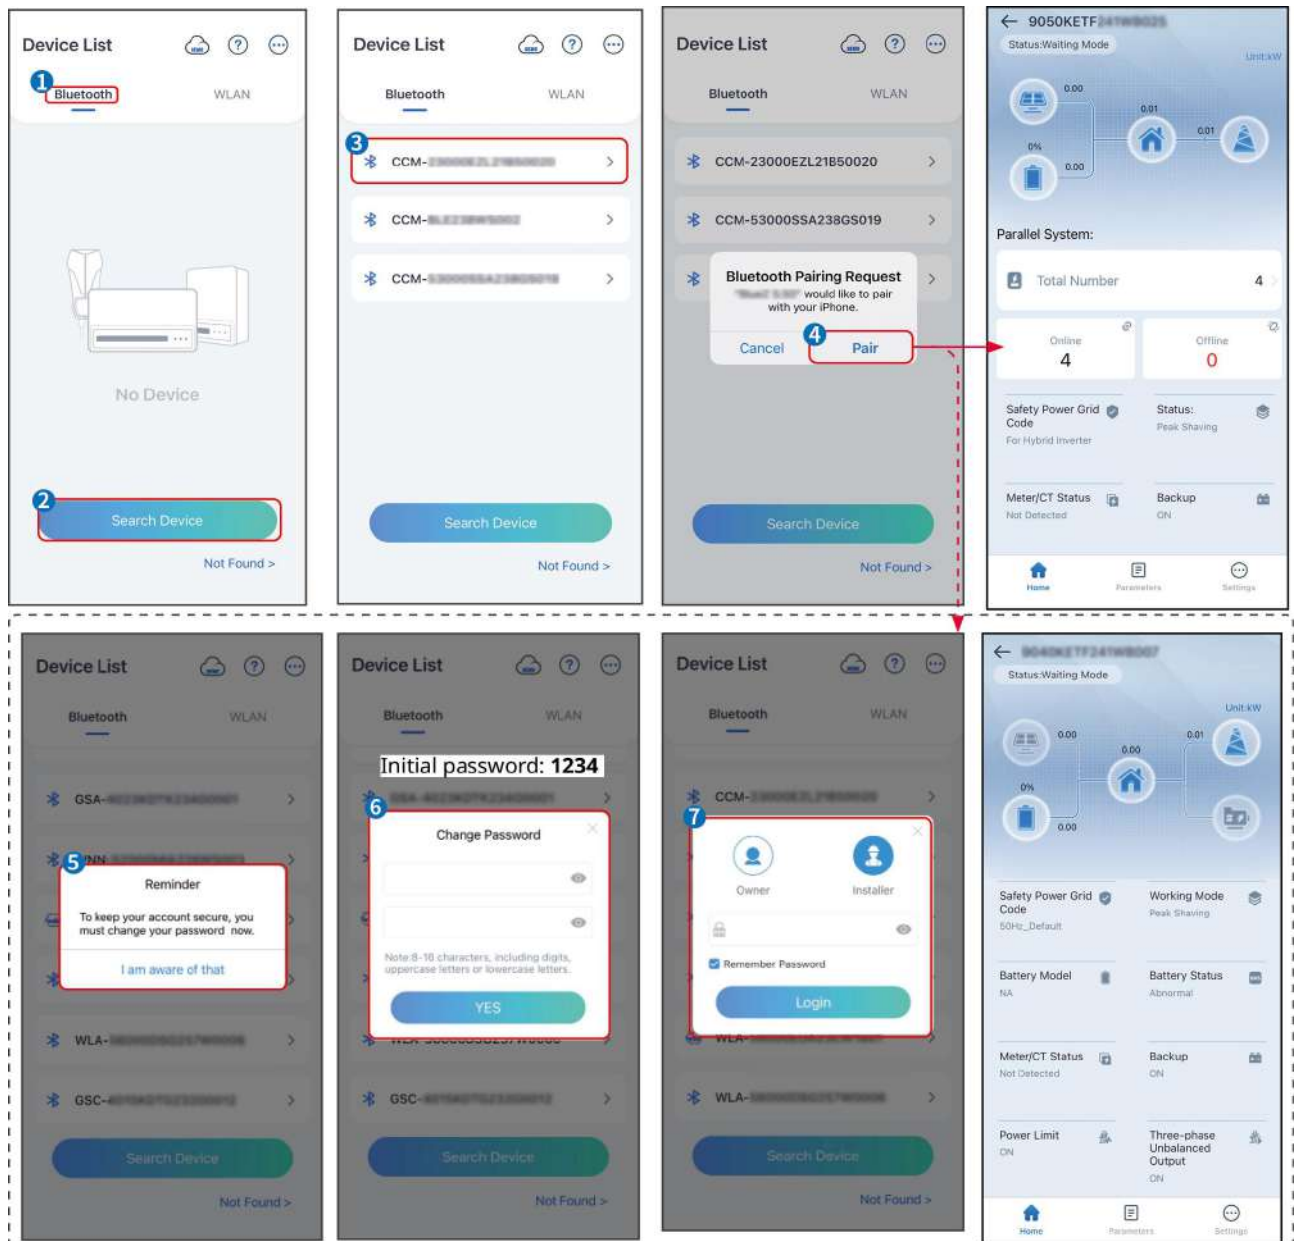 Device List
1
Bluetooth
WLAN
No Device
2
Search Device
Not Found >
Device List
Bluetooth
WLAN
3
CCM-
CCM-
CCM-
Search Device
Not Found >
Device List
Bluetooth
WLAN
CCM-23000EZL21B50020
CCM-53000SSA238GS019
Bluetooth Pairing Request
would like to pair
with your iPhone.
4
Cancel
Pair
Search Device
Not Found >
9050KETF
Status:Waiting Mode
Unit:kW
0.00
0.01
0.01
0%
0.00
Parallel System:
Total Number
4
Online
4
Offline
0
Safety Power Grid
Code
For Hybrid Inverter
Status:
Peak Shaving
Meter/CT Status
Not Detected
Backup
ON
Home
Parameters
Settings
Device List
Bluetooth
WLAN
GSA-
5
Reminder
To keep your account secure, you
must change your password now.
I am aware of that
WLA-
GSC-
Search Device
Not Found >
Device List
Bluetooth
WLAN
Initial password: 1234
6
Change Password
Note 8-16 characters, including digits,
uppercase letters or lowercase letters.
YES
GSC-
Search Device
Not Found >
Device List
Bluetooth
WLAN
CCM-
7
Owner
Installer
Remember Password
Login
WLA-
WLA-
Search Device
Not Found >
Status:Waiting Mode
Unit:kW
0.00
0.01
0.00
0%
0.00
Safety Power Grid
Code
50Hz_Default
Working Mode
Peak Shaving
Battery Model
NA
Battery Status
Abnormal
Meter/CT Status
Not Detected
Backup
ON
Power Limit
ON
Three-phase
Unbalanced
Output
ON
Home
Parameters
Settings